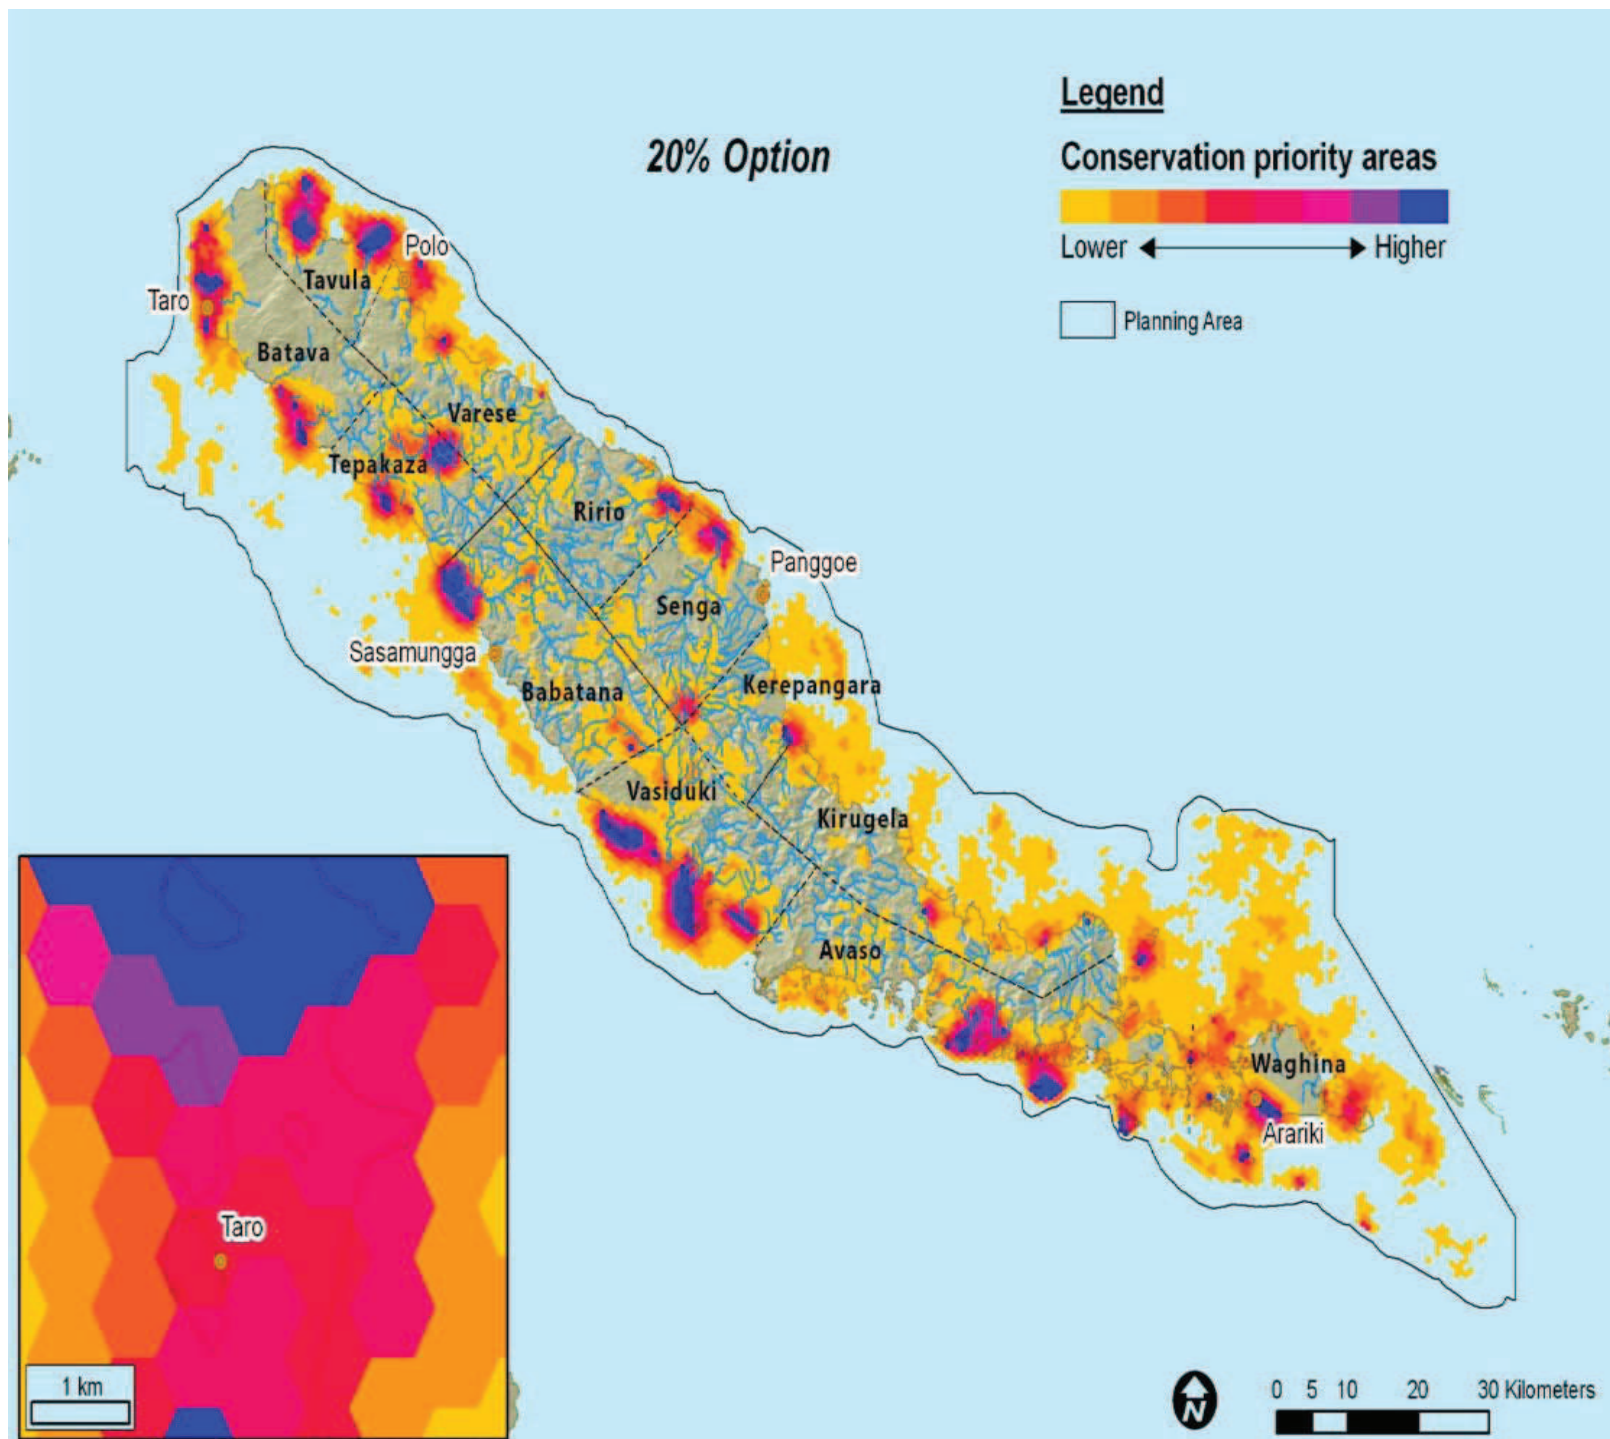 Legend
20% Option
Conservation priority areas
Lower Higher
Planning Area
Polo
Tavula
Taro
Batava
Varese
Tepakaza
Ririo
Panggoe
Senga
Sasamungga
Babatana
Kerepangara
Vasiduki
Kirugela
Avaso
Waghina
Arariki
Taro
1 km
N
0 5 10 20 30 Kilometers